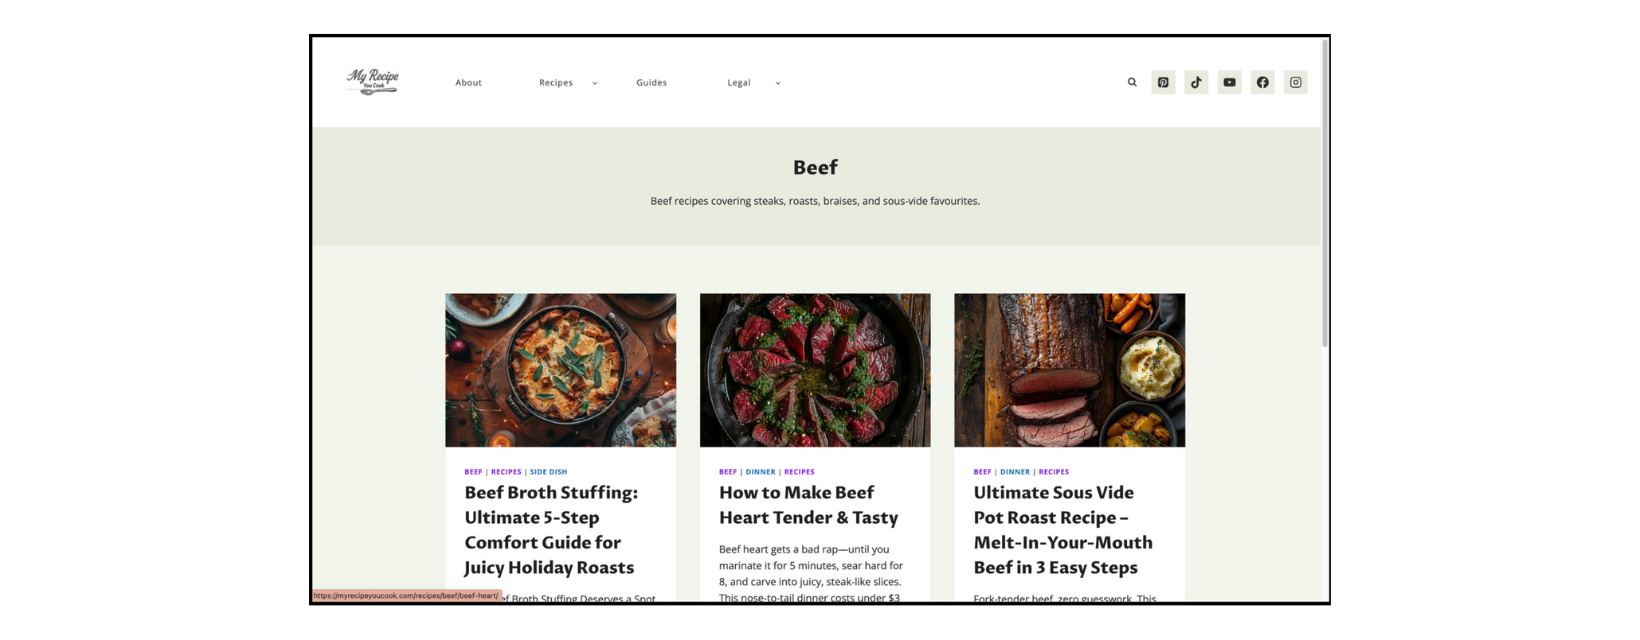 My Recipe
You Cook
About Recipes Guides Legal
Beef
Beef recipes covering steaks, roasts, braises, and sous-vide favourites.
BEEF | RECIPES | SIDE DISH
Beef Broth Stuffing:
Ultimate 5-Step
Comfort Guide for
Juicy Holiday Roasts
Broth Stuffing Deserves a Spot
BEEF | DINNER | RECIPES
How to Make Beef
Heart Tender & Tasty
Beef heart gets a bad rap—until you
marinate it for 5 minutes, sear hard for
8, and carve into juicy, steak-like slices.
This nose-to-tail dinner costs under $3
BEEF | DINNER | RECIPES
Ultimate Sous Vide
Pot Roast Recipe –
Melt-In-Your-Mouth
Beef in 3 Easy Steps
Fork-tender beef, zero guesswork. This
https://myrecipeyoucook.com/recipes/beef/beef-heart/